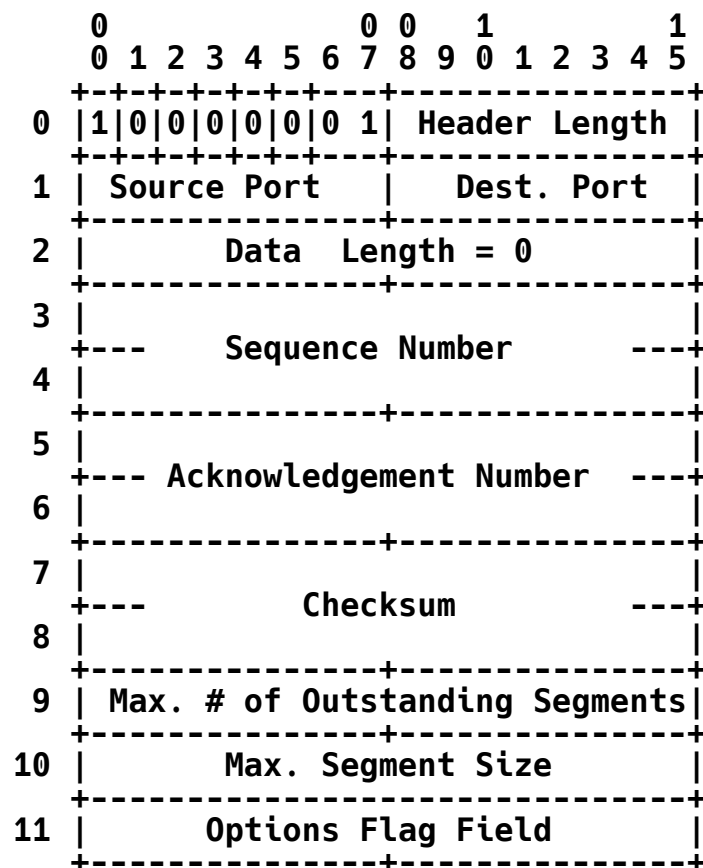 0             0 0   1         1
 0 1 2 3 4 5 6 7 8 9 0 1 2 3 4 5
+-+-+-+-+-+-+---+---------------+
0 |1|0|0|0|0|0|0 1| Header Length |
+-+-+-+-+-+-+---+---------------+
1 | Source Port   |   Dest. Port  |
+---------------+---------------+
2 |       Data  Length = 0        |
+---------------+---------------+
3 |                               |
+---    Sequence Number      ---+
4 |                               |
+---------------+---------------+
5 |                               |
+--- Acknowledgement Number  ---+
6 |                               |
+---------------+---------------+
7 |                               |
+---        Checksum         ---+
8 |                               |
+---------------+---------------+
9 | Max. # of Outstanding Segments|
+---------------+---------------+
10 |       Max. Segment Size       |
+-------------------------------+
11 |      Options Flag Field       |
+---------------+---------------+